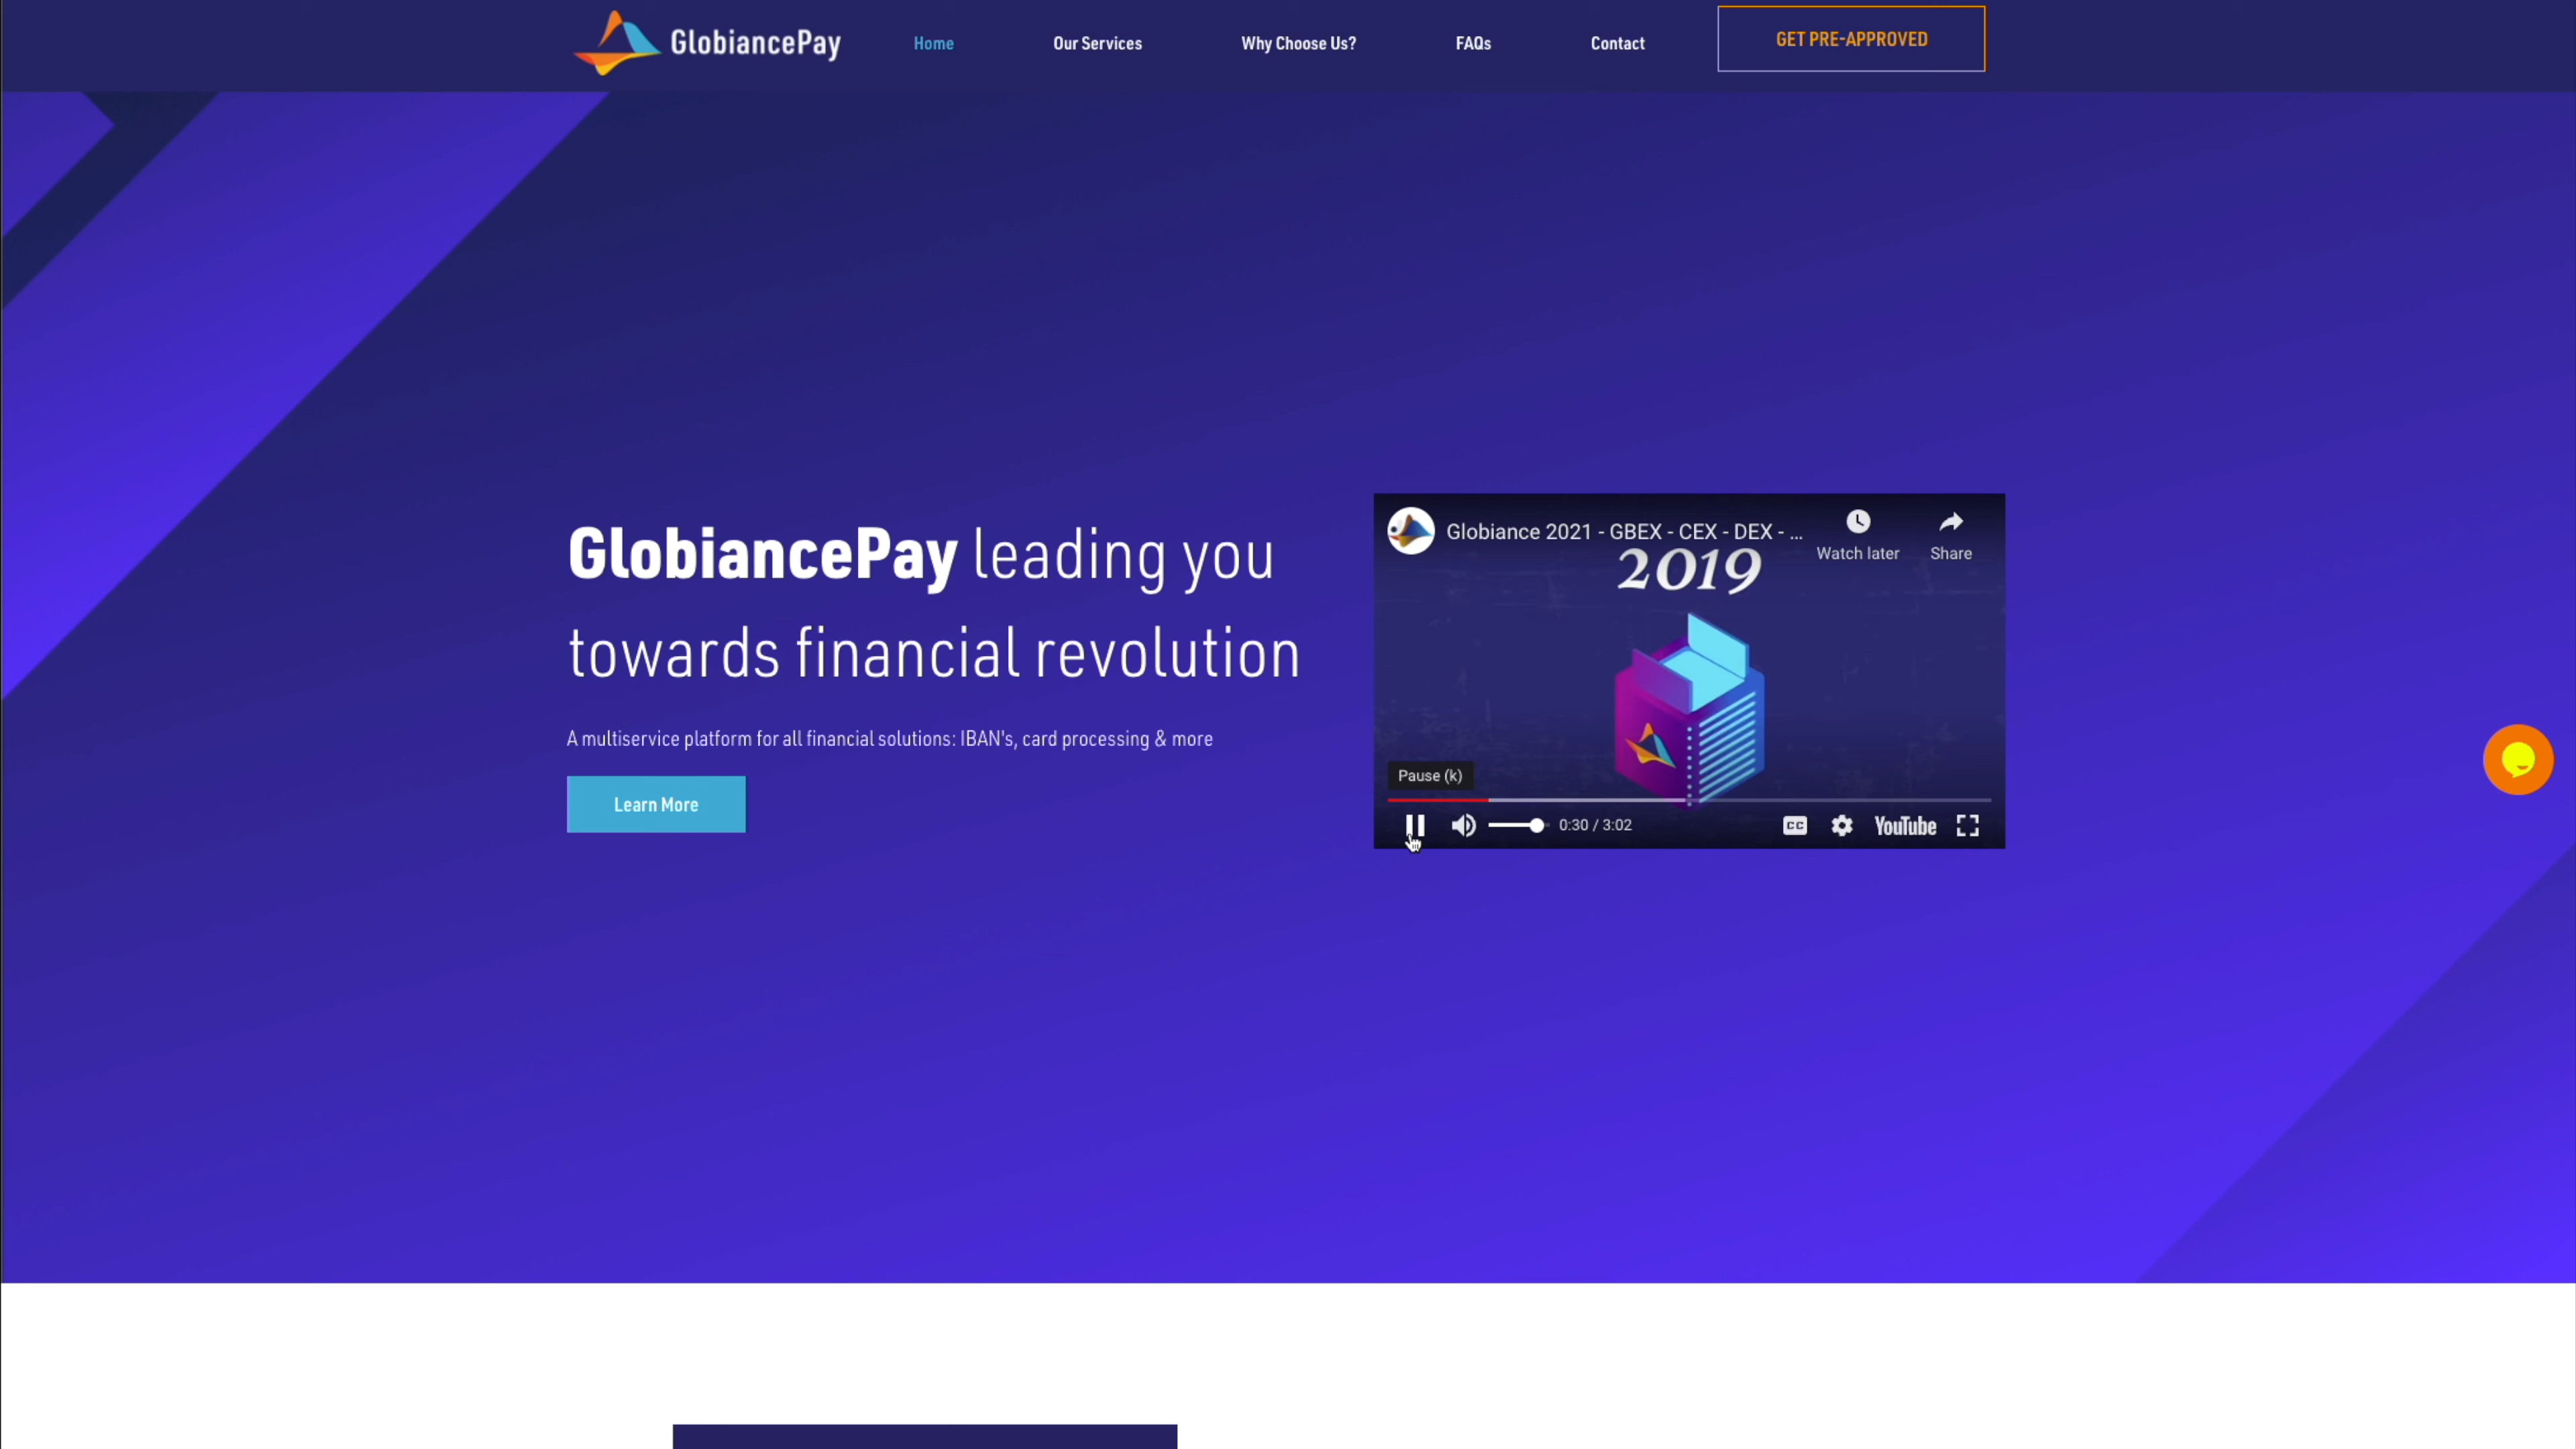 GlobiancePay
Home
Our Services
Why Choose Us?
FAQs
Contact
GET PRE-APPROVED
GlobiancePay leading you
towards financial revolution
A multiservice platform for all financial solutions: IBAN's, card processing & more
Learn More
Globiance 2021 - GBEX - CEX - DEX - ...
Watch later
Share
2019
Pause (k)
0:30 / 3:02
CC
YouTube